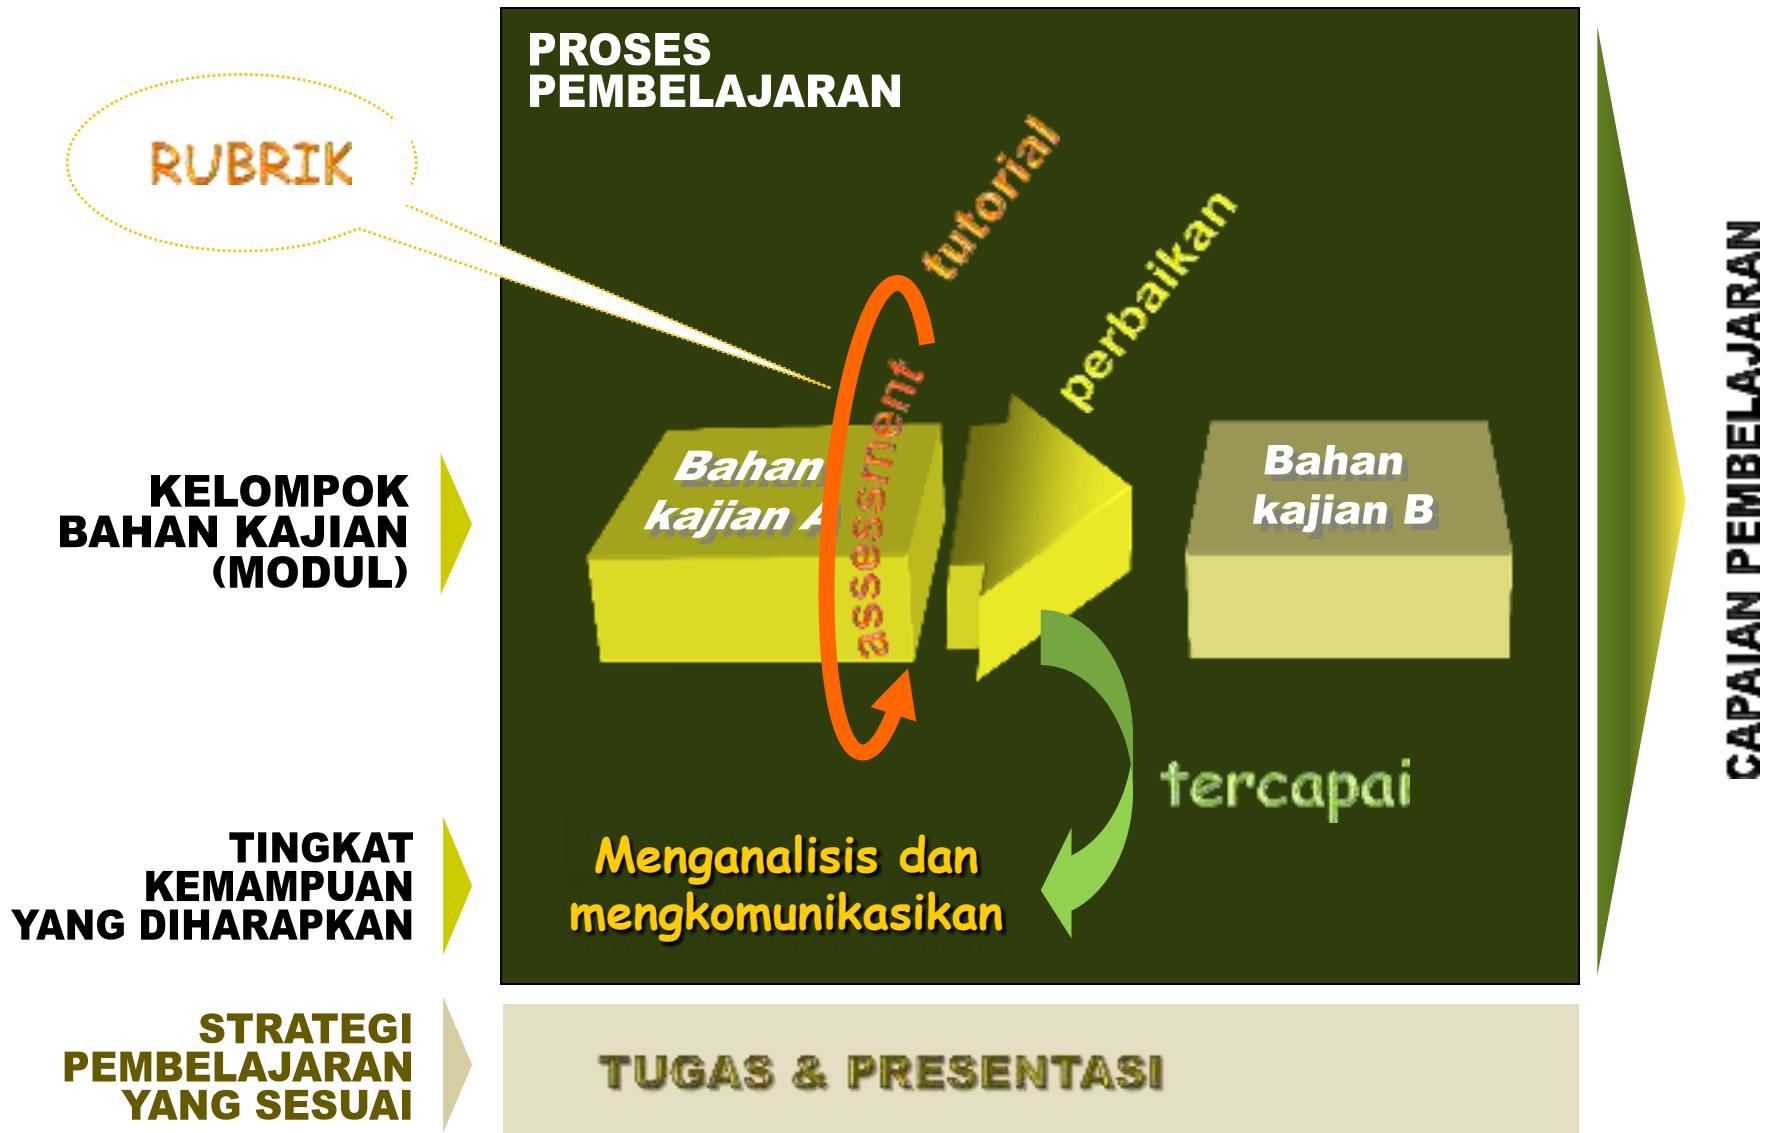 PROSES
PEMBELAJARAN
RUBRIK
tutorial
perbaikan
assessment
Bahan
kajian A
Bahan
kajian B
KELOMPOK
BAHAN KAJIAN
(MODUL)
CAPAIAN PEMBELAJARAN
tercapai
TINGKAT
KEMAMPUAN
YANG DIHARAPKAN
Menganalisis dan
mengkomunikasikan
STRATEGI
PEMBELAJARAN
YANG SESUAI
TUGAS & PRESENTASI